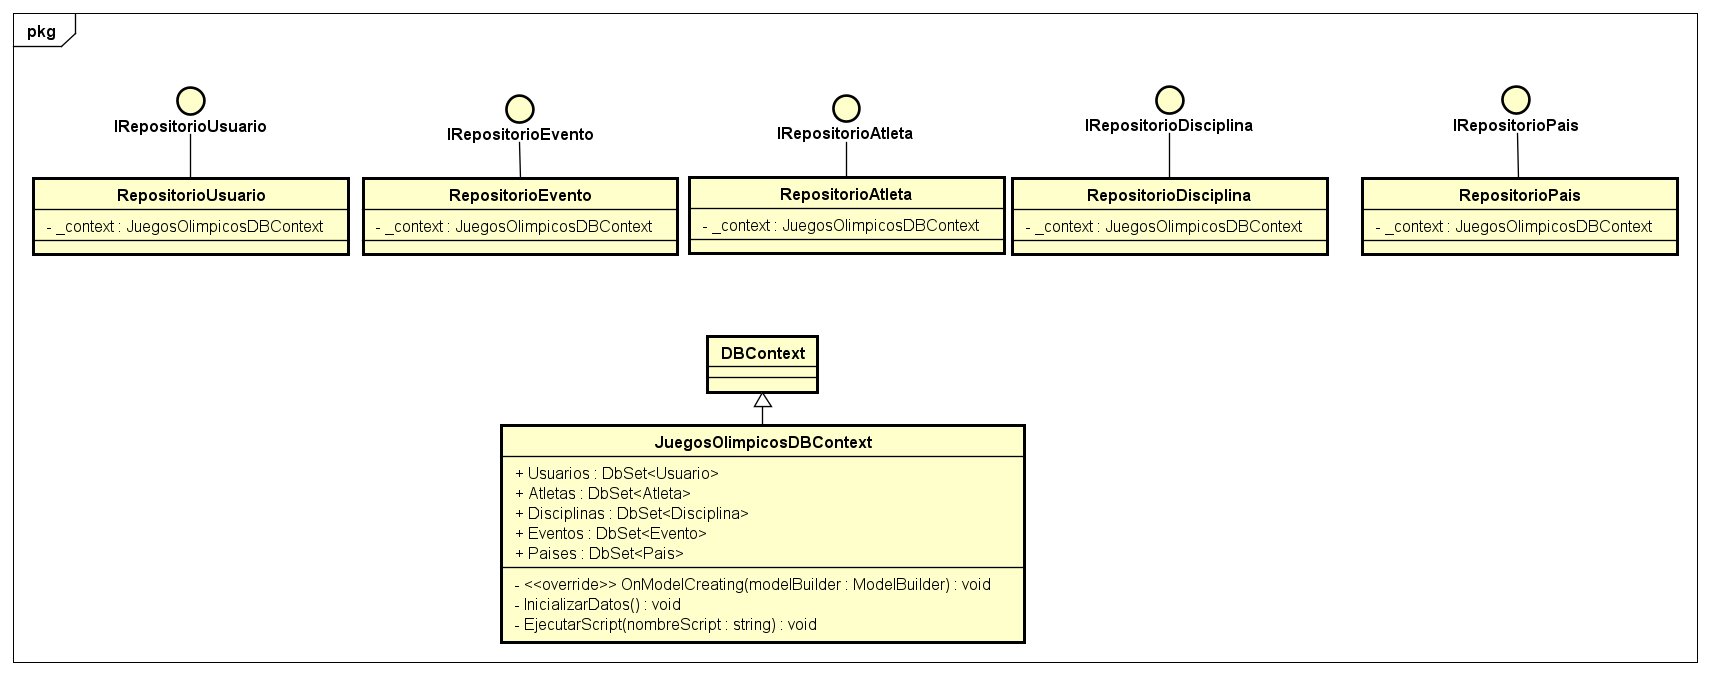 pkg
IRepositorioUsuario
IRepositorioEvento
IRepositorioAtleta
IRepositorioDisciplina
IRepositorioPais
RepositorioUsuario
- _context : JuegosOlimpicosDBContext
RepositorioEvento
- _context : JuegosOlimpicosDBContext
RepositorioAtleta
- _context : JuegosOlimpicosDBContext
RepositorioDisciplina
- _context : JuegosOlimpicosDBContext
RepositorioPais
- _context : JuegosOlimpicosDBContext
DBContext
JuegosOlimpicosDBContext
+ Usuarios : DbSet<Usuario>
+ Atletas : DbSet<Atleta>
+ Disciplinas : DbSet<Disciplina>
+ Eventos : DbSet<Evento>
+ Paises : DbSet<Pais>
- <<override>> OnModelCreating(modelBuilder : ModelBuilder) : void
- InicializarDatos() : void
- EjecutarScript(nombreScript : string) : void